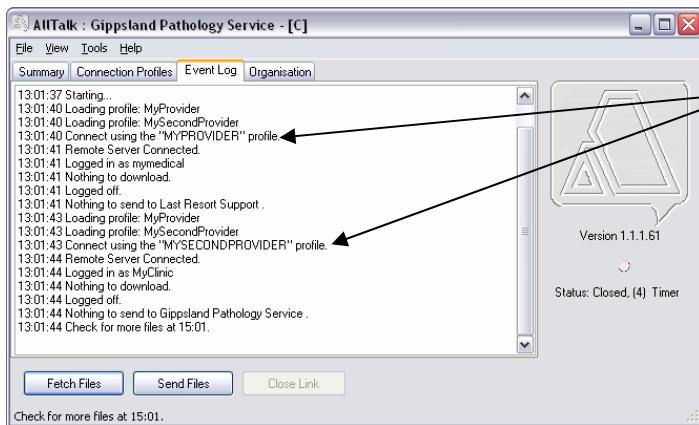 AllTalk : Gippsland Pathology Service - [C]
File View Tools Help
Summary Connection Profiles Event Log Organisation
13:01:37 Starting...
13:01:40 Loading profile: MyProvider
13:01:40 Loading profile: MySecondProvider
13:01:40 Connect using the "MYPROVIDER" profile.
13:01:41 Remote Server Connected.
13:01:41 Logged in as mymedical
13:01:41 Nothing to download.
13:01:41 Logged off.
13:01:41 Nothing to send to Last Resort Support .
13:01:43 Loading profile: MyProvider
13:01:43 Loading profile: MySecondProvider
13:01:43 Connect using the "MYSECONDPROVIDER" profile.
13:01:44 Remote Server Connected.
13:01:44 Logged in as MyClinic
13:01:44 Nothing to download.
13:01:44 Logged off.
13:01:44 Nothing to send to Gippsland Pathology Service .
13:01:44 Check for more files at 15:01.
Version 1.1.1.61
Status: Closed, (4) Timer
Fetch Files Send Files Close Link
Check for more files at 15:01.